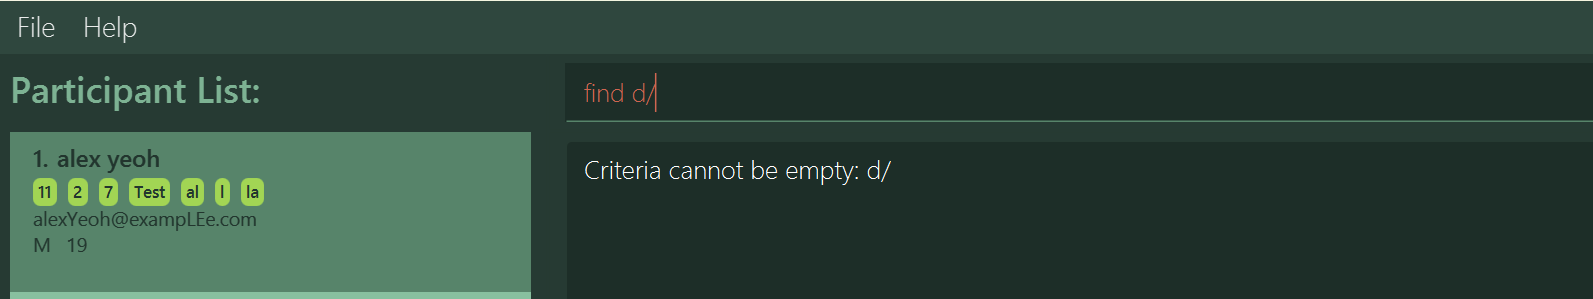 File Help
Participant List:
find d/
1. alex yeoh
11 2 7 Test al l la
alexYeoh@exampLEe.com
M 19
Criteria cannot be empty: d/